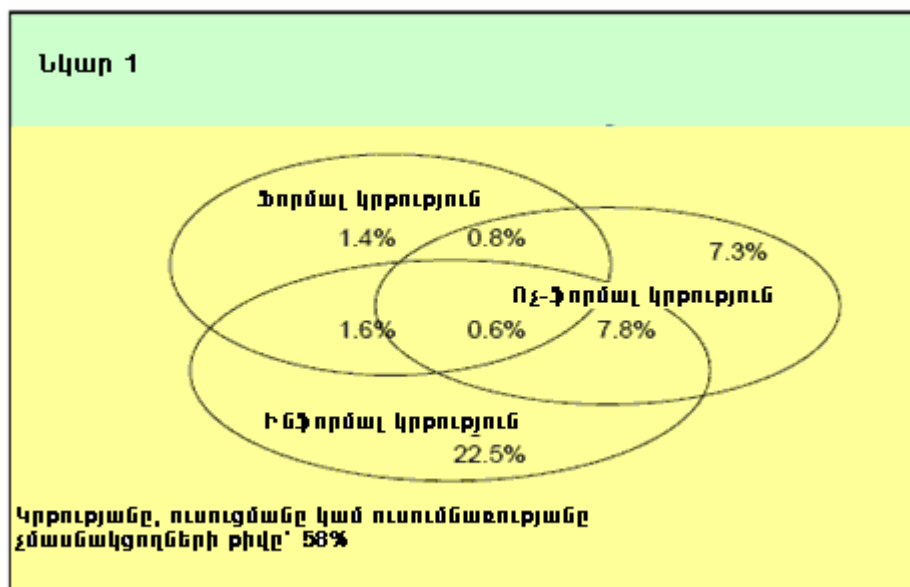 Նկար 1
Ֆորմալ կրթություն
1.4%
0.8%
7.3%
Ոչ-ֆորմալ կրթություն
1.6%
0.6%
7.8%
Ինֆորմալ կրթություն
22.5%
Կրթությանը, ուսուցմանը կամ ուսումնառությանը
չմասնակցողների թիվը՝ 58%